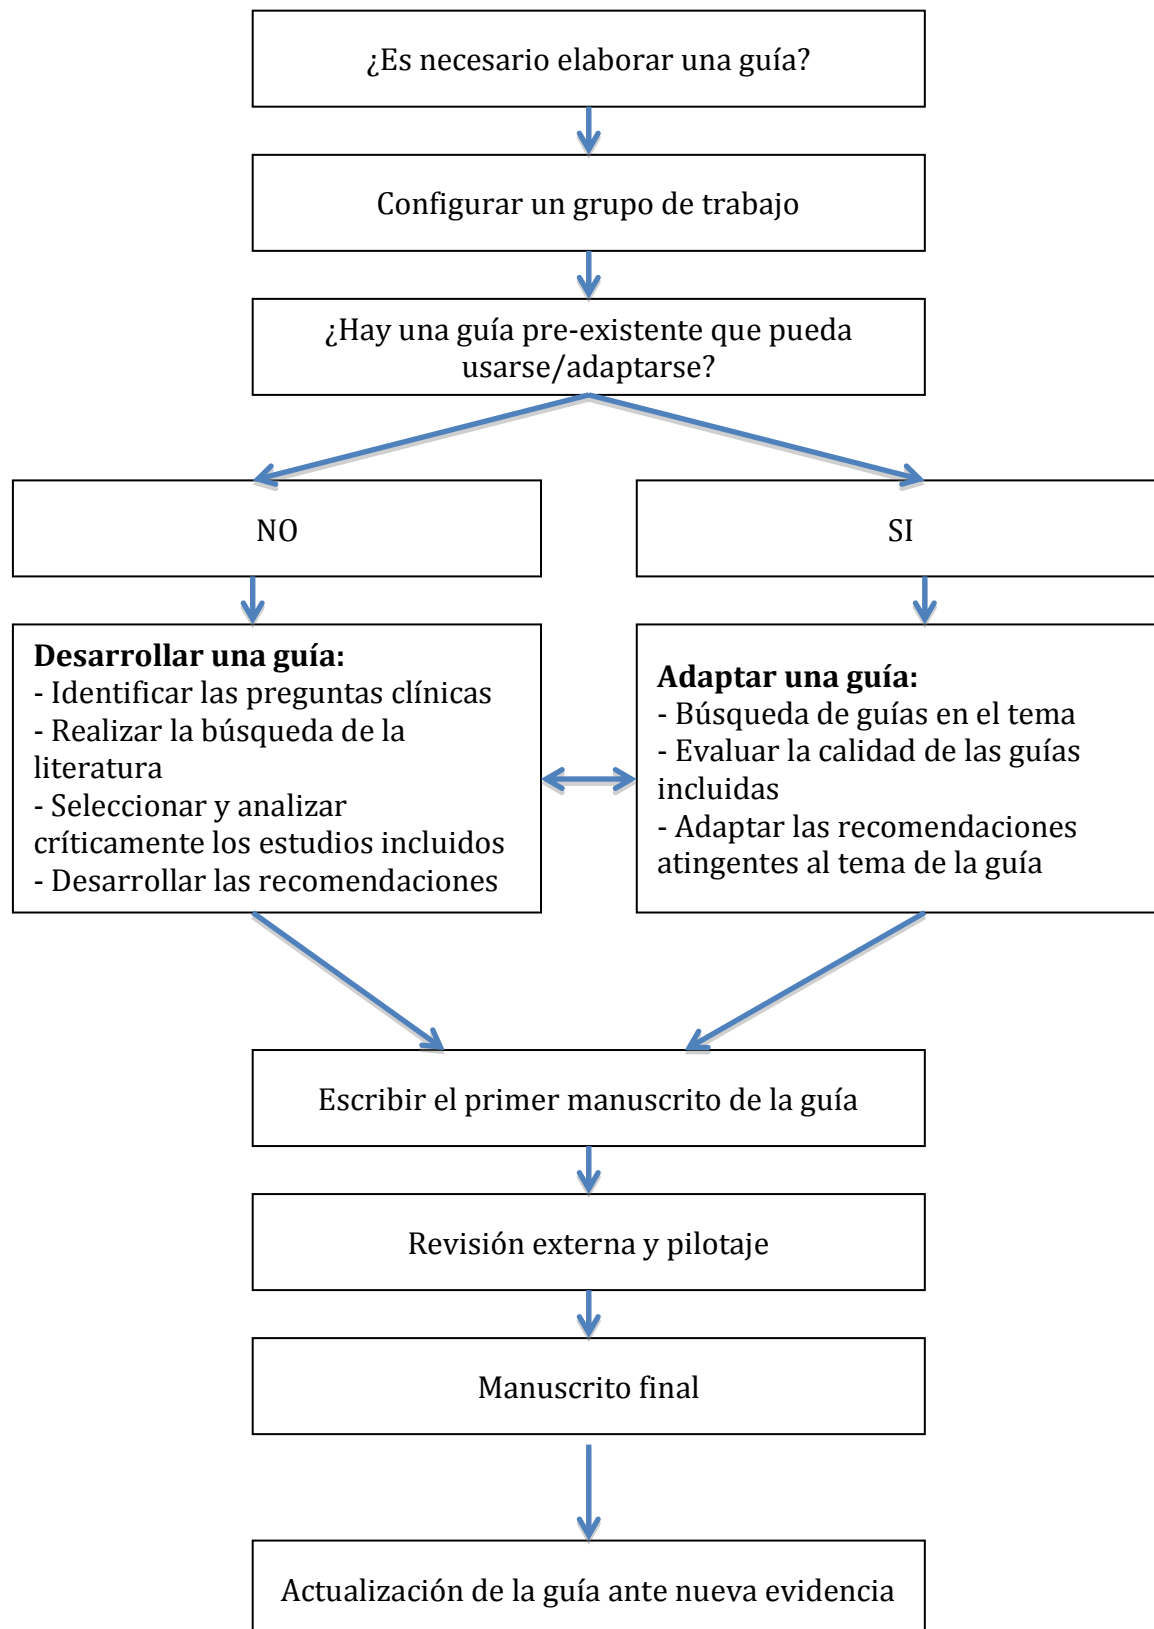 ¿Es necesario elaborar una guía?
Configurar un grupo de trabajo
¿Hay una guía pre-existente que pueda
usarse/adaptarse?
NO
SI
Desarrollar una guía:
- Identificar las preguntas clínicas
- Realizar la búsqueda de la
literatura
- Seleccionar y analizar
críticamente los estudios incluidos
- Desarrollar las recomendaciones
Adaptar una guía:
- Búsqueda de guías en el tema
- Evaluar la calidad de las guías
incluidas
- Adaptar las recomendaciones
atingentes al tema de la guía
Escribir el primer manuscrito de la guía
Revisión externa y pilotaje
Manuscrito final
Actualización de la guía ante nueva evidencia